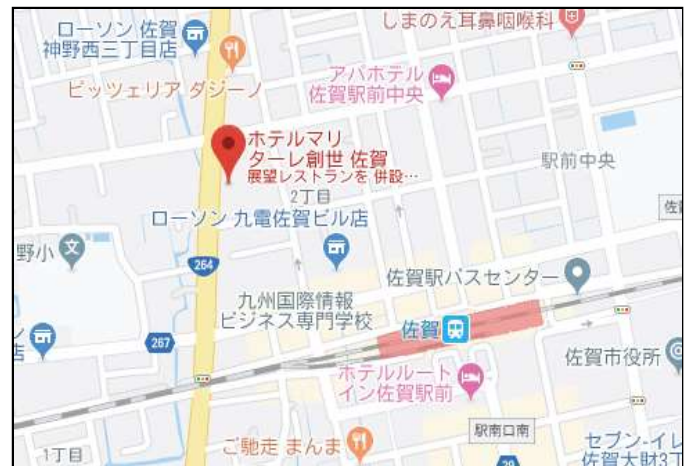 ローソン 佐賀
神野西三丁目店
しまのえ耳鼻咽喉科
ピッツェリア ダジーノ
アパホテル
佐賀駅前中央
ホテルマリ
ターレ創世 佐賀
展望レストランを 併設…
駅前中央
2丁目
佐
ローソン 九電佐賀ビル店
野小
文
264
佐賀駅バスセンター
九州国際情報
ビジネス専門学校
佐賀
267
店
佐賀市役所
ホテルルート
イン佐賀駅前
駅南口南
1丁目
ご馳走 まんま
セブン-イレ
佐賀大財3丁
29